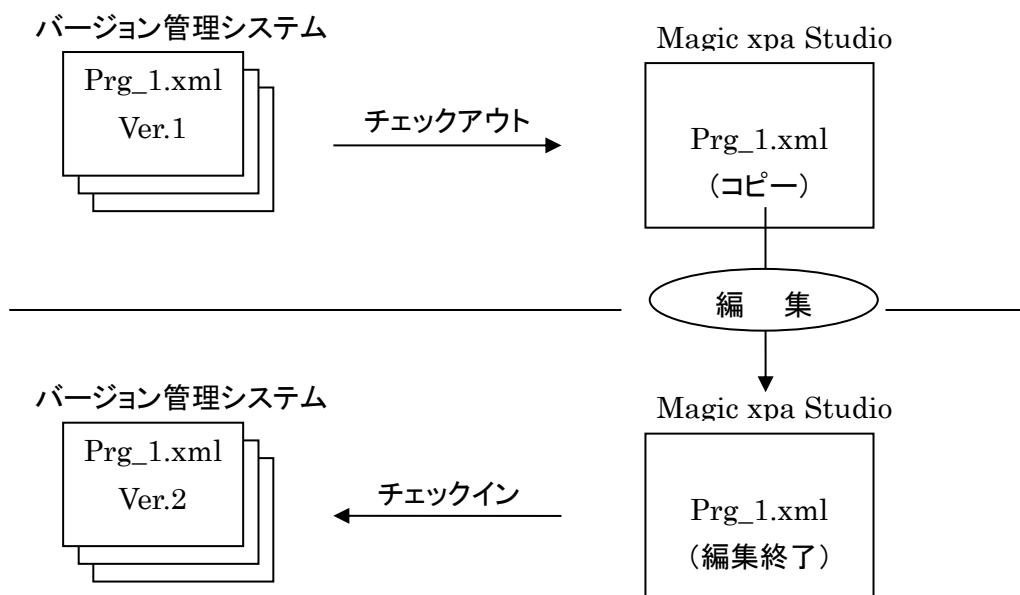 バージョン管理システム
Magic xpa Studio
Prg_1.xml
Ver.1
チェックアウト
Prg_1.xml
（コピー）
編　集
バージョン管理システム
Magic xpa Studio
Prg_1.xml
Ver.2
チェックイン
Prg_1.xml
（編集終了）